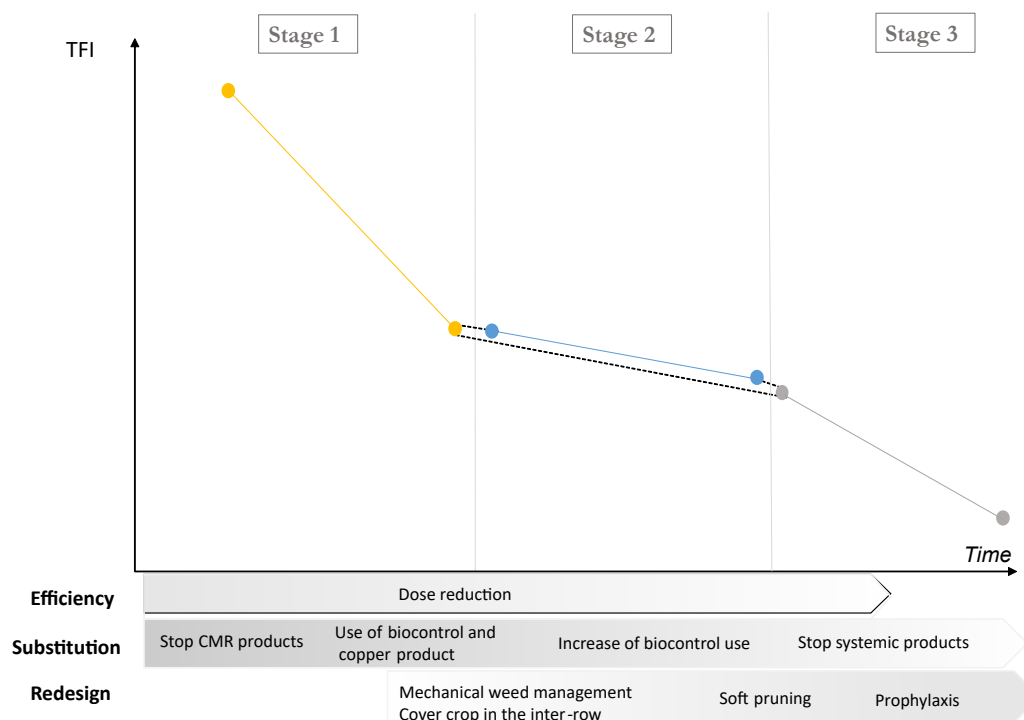 TFI
Stage 1
Stage 2
Stage 3
Time
Efficiency
Dose reduction
Substitution
Stop CMR products
Use of biocontrol and
copper product
Increase of biocontrol use
Stop systemic products
Redesign
Mechanical weed management
Cover crop in the inter-row
Soft pruning
Prophylaxis